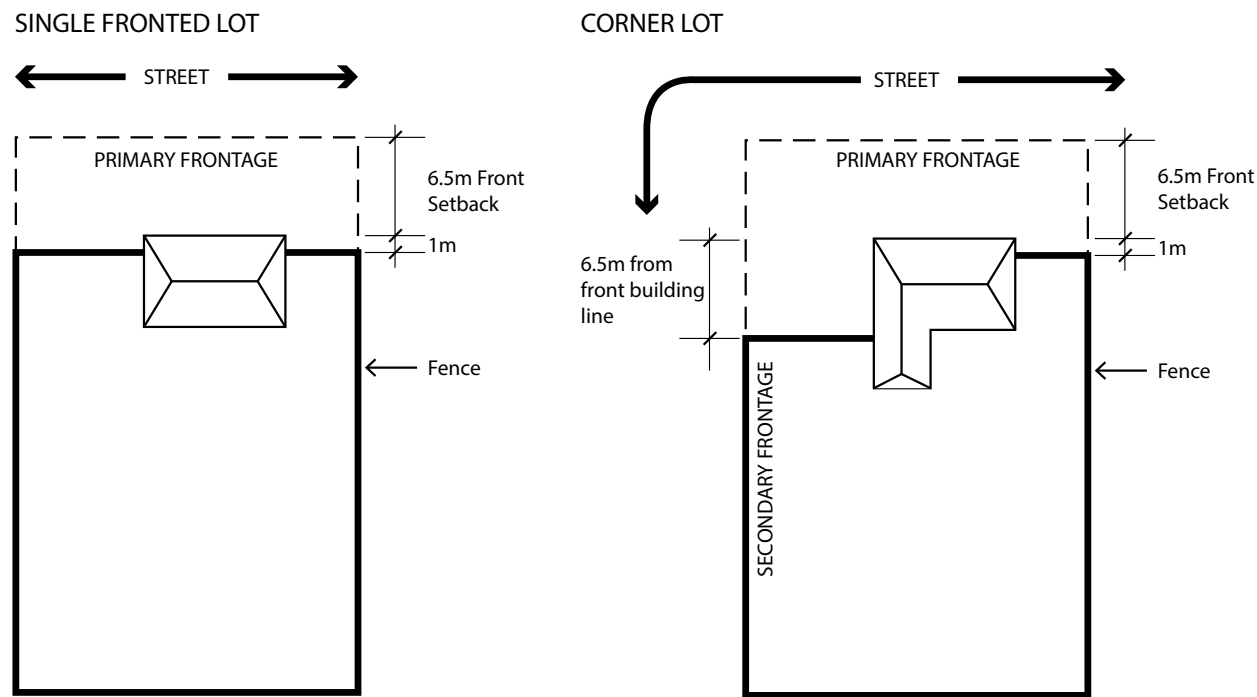 SINGLE FRONTED LOT
STREET
PRIMARY FRONTAGE
6.5m Front
Setback
1m
Fence
CORNER LOT
STREET
PRIMARY FRONTAGE
6.5m Front
Setback
1m
6.5m from
front building
line
Fence
SECONDARY FRONTAGE